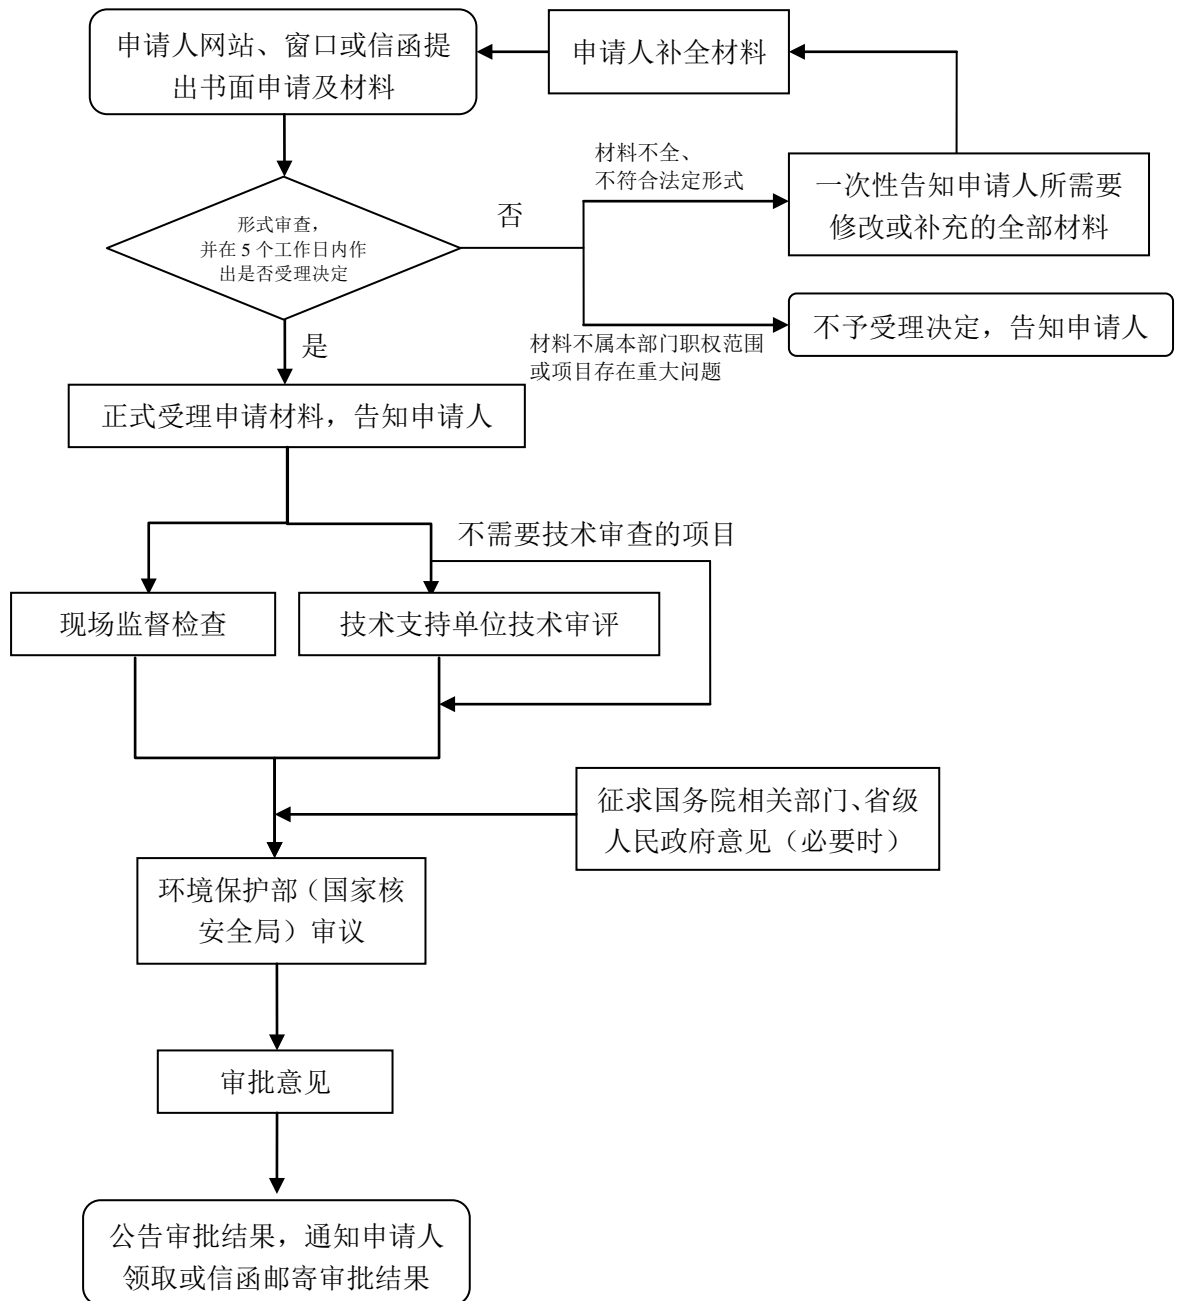 申请人网站、窗口或信函提
出书面申请及材料
申请人补全材料
材料不全、
不符合法定形式
一次性告知申请人所需要
修改或补充的全部材料
形式审查，
并在 5 个工作日内作
出是否受理决定
否
不予受理决定，告知申请人
材料不属本部门职权范围
或项目存在重大问题
是
正式受理申请材料，告知申请人
不需要技术审查的项目
现场监督检查
技术支持单位技术审评
征求国务院相关部门、省级
人民政府意见（必要时）
环境保护部（国家核
安全局）审议
审批意见
公告审批结果，通知申请人
领取或信函邮寄审批结果